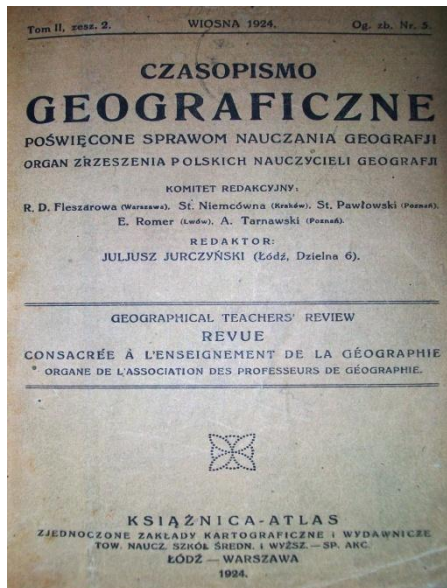 Tom II, zesz. 2. WIOSNA 1924. Og. zb. Nr. 5.
CZASOPISMO
GEOGRAFICZNE
POŚWIĘCONE SPRAWOM NAUCZANIA GEOGRAFJI
ORGAN ZRZESZENIA POLSKICH NAUCZYCIELI GEOGRAFJI
KOMITET REDAKCYJNY:
R. D. Fleszarowa (Warszawa), St. Niemcówna (Kraków), St. Pawłowski (Poznań),
E. Romer (Lwów), A. Tarnawski (Poznań).
REDAKTOR:
JULJUSZ JURCZYŃSKI (Łódź, Dzielna 6).
GEOGRAPHICAL TEACHERS' REVIEW
REVUE
CONSACRÉE À L'ENSEIGNEMENT DE LA GÉOGRAPHIE
ORGANE DE L'ASSOCIATION DES PROFESSEURS DE GÉOGRAPHIE.
KSIĄŻNICA-ATLAS
ZJEDNOCZONE ZAKŁADY KARTOGRAFICZNE I WYDAWNICZE
TOW. NAUCZ. SZKÓŁ ŚREDN. I WYŻSZ. — SP. AKC.
ŁÓDŹ — WARSZAWA
1924.